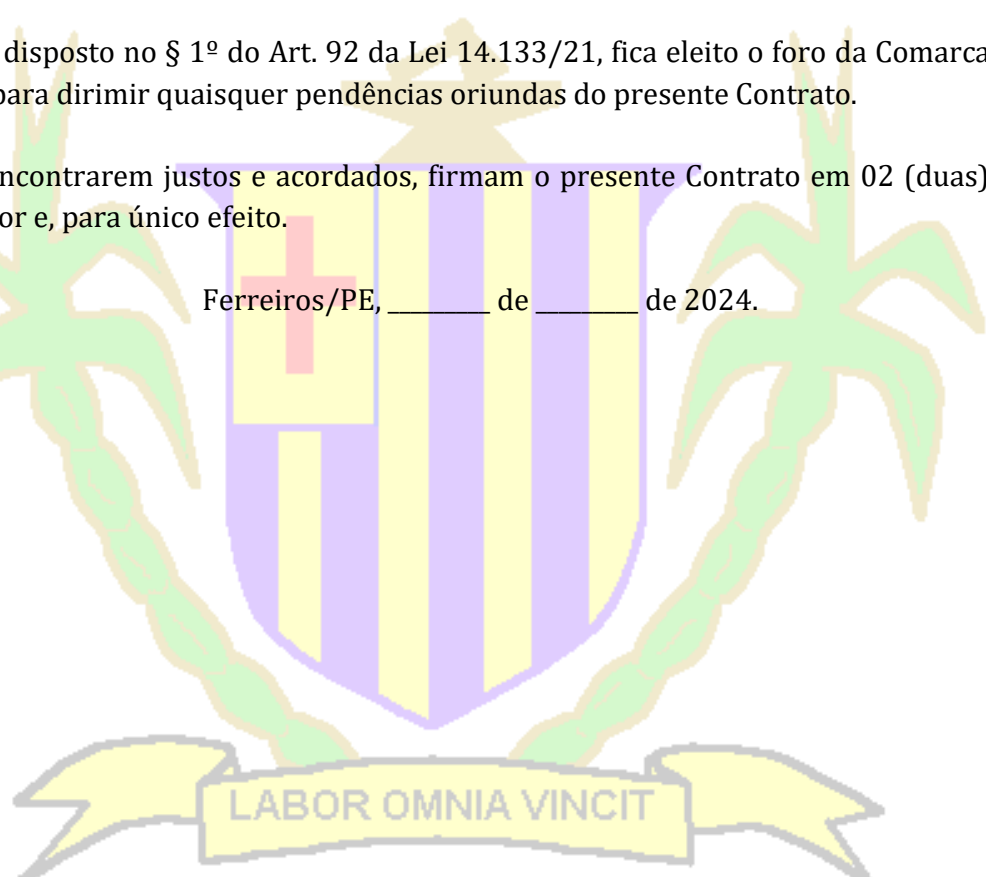 disposto no § 1º do Art. 92 da Lei 14.133/21, fica eleito o foro da Comarca
para dirimir quaisquer pendências oriundas do presente Contrato.
ncontrarem justos e acordados, firmam o presente Contrato em 02 (duas)
or e, para único efeito.
Ferreiros/PE, _________ de _________ de 2024.
LABOR OMNIA VINCIT